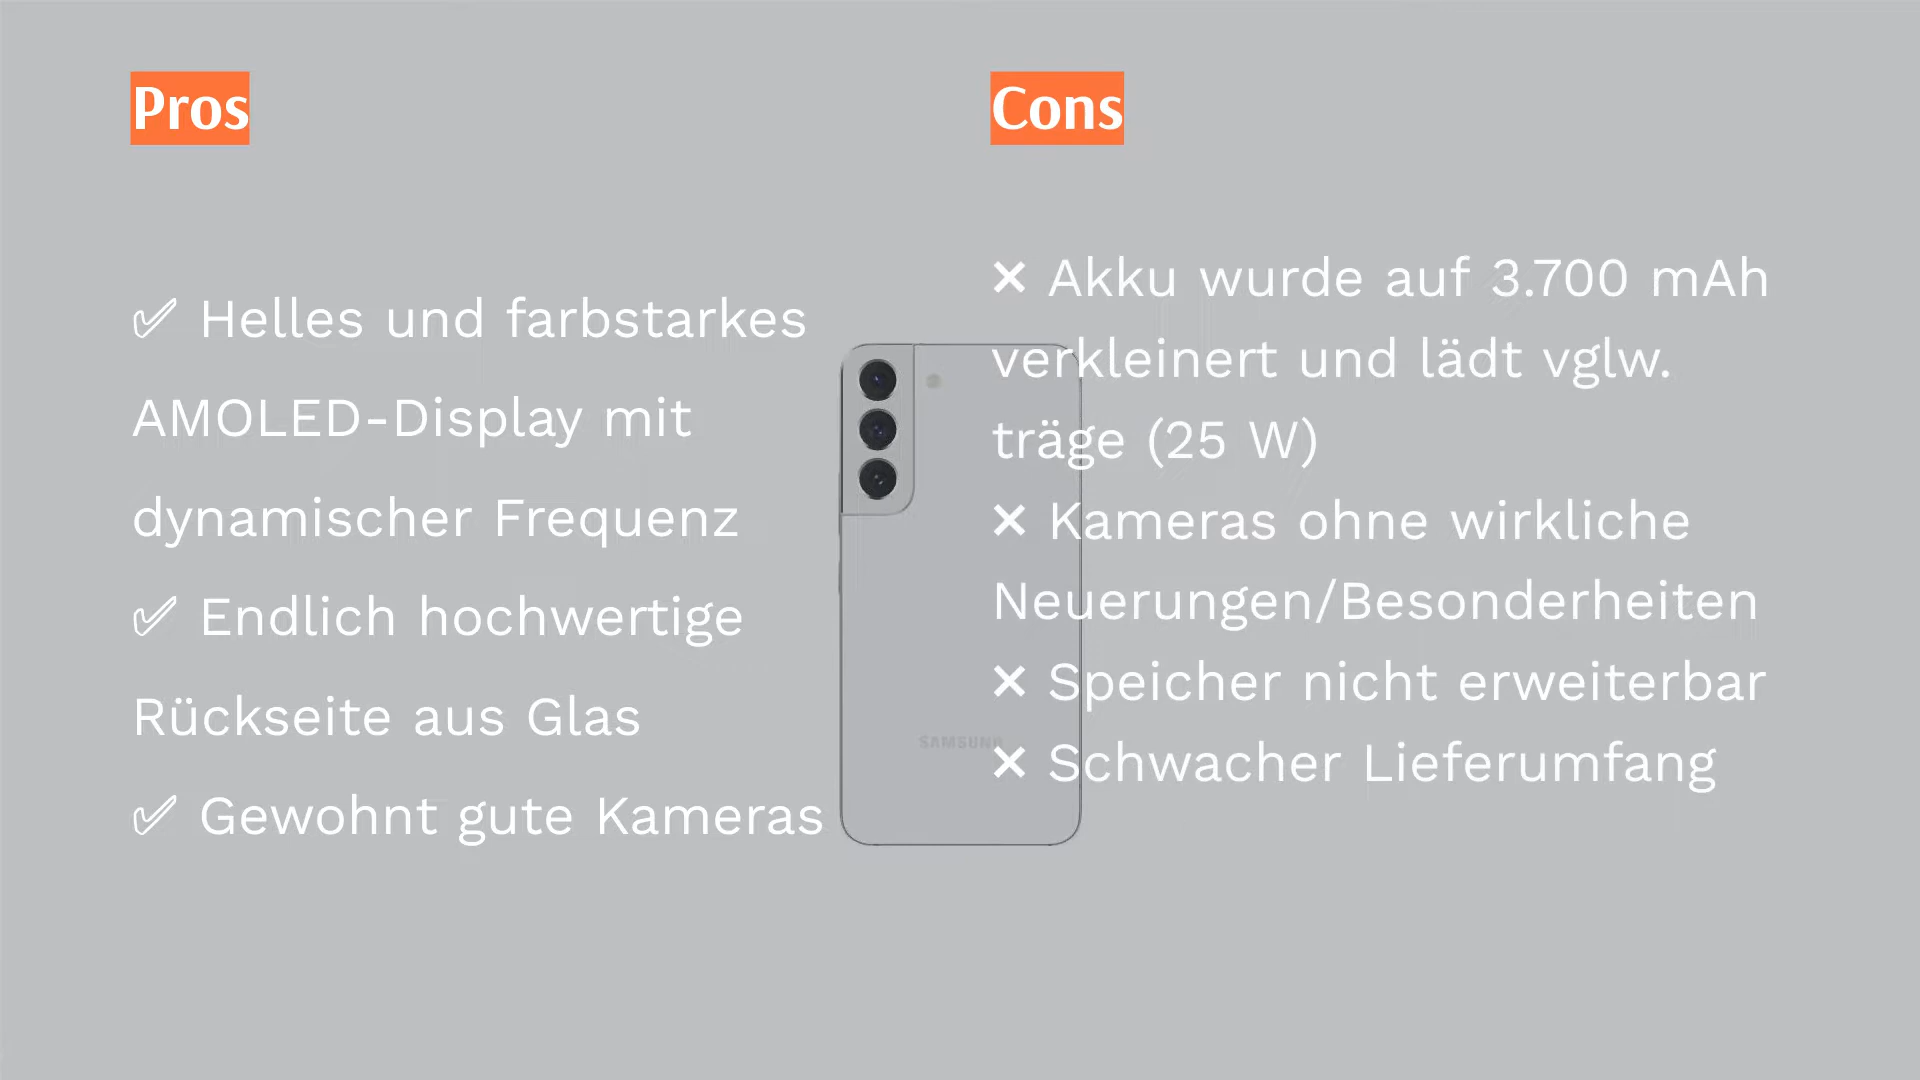 Pros
✅ Helles und farbstarkes
AMOLED-Display mit
dynamischer Frequenz
✅ Endlich hochwertige
Rückseite aus Glas
✅ Gewohnt gute Kameras
Cons
❌ Akku wurde auf 3.700 mAh
verkleinert und lädt vglw.
träge (25 W)
❌ Kameras ohne wirkliche
Neuerungen/Besonderheiten
❌ Speicher nicht erweiterbar
❌ Schwacher Lieferumfang
SAMSUNG